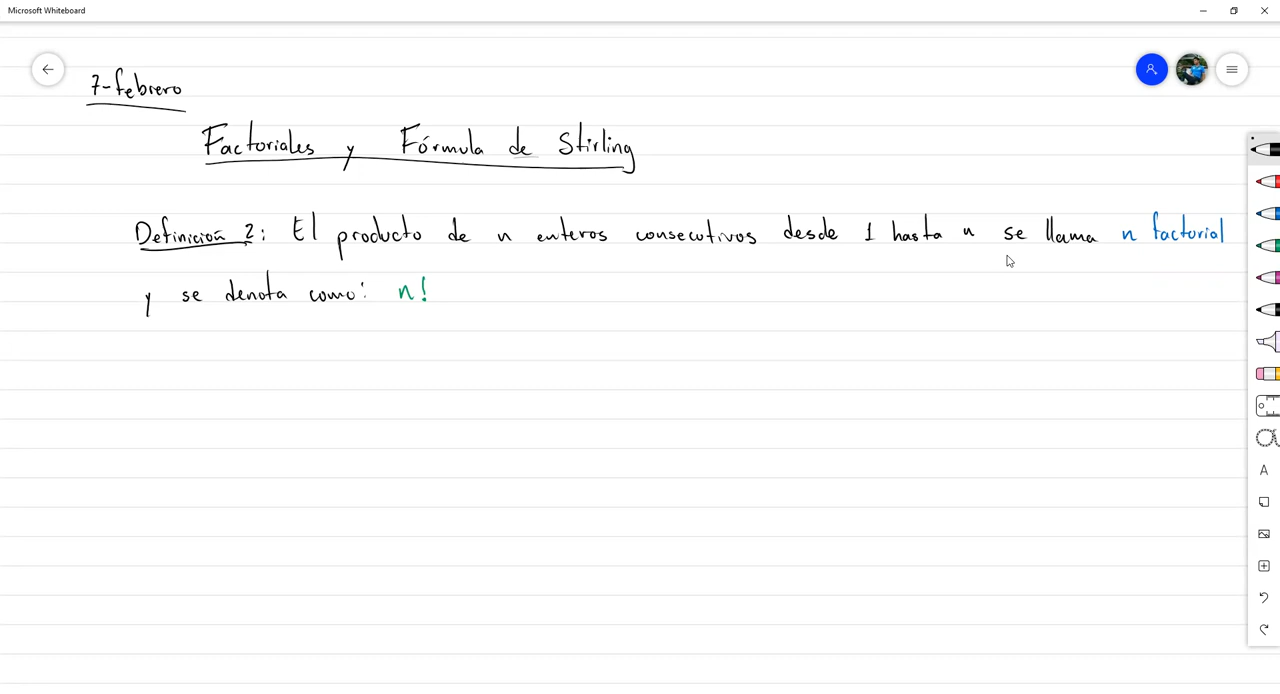 Microsoft Whiteboard
7-febrero
Factoriales y Fórmula de Stirling
Definición 2: El producto de n enteros consecutivos desde 1 hasta n se llama n factorial
y se denota como: n!
A